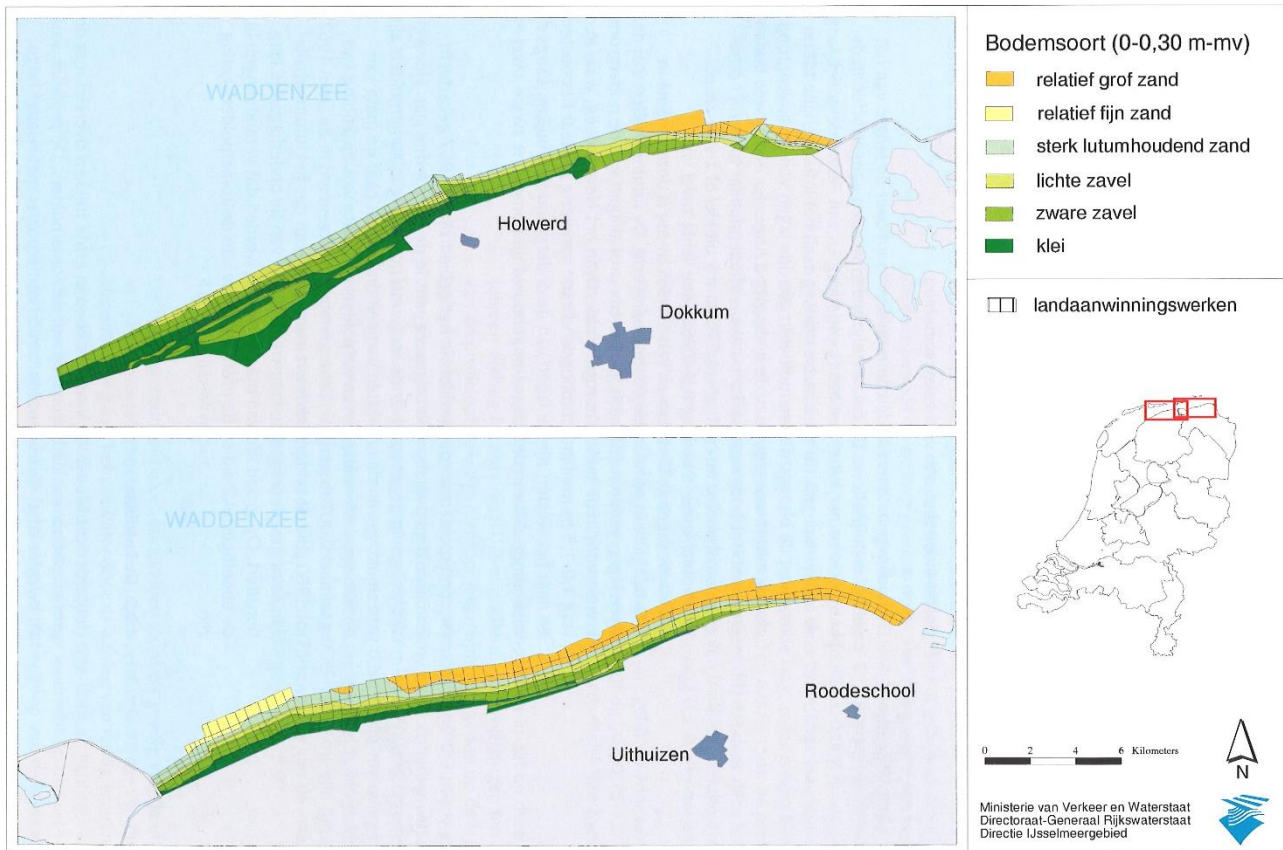 WADDENZEE
Holwerd
Dokkum
WADDENZEE
Roodeschool
Uithuizen
Bodemsoort (0-0,30 m-mv)
relatief grof zand
relatief fijn zand
sterk lutumhoudend zand
lichte zavel
zware zavel
klei
landaanwinningswerken
0 2 4 6 Kilometers
N
Ministerie van Verkeer en Waterstaat
Directoraat-Generaal Rijkswaterstaat
Directie IJsselmeergebied